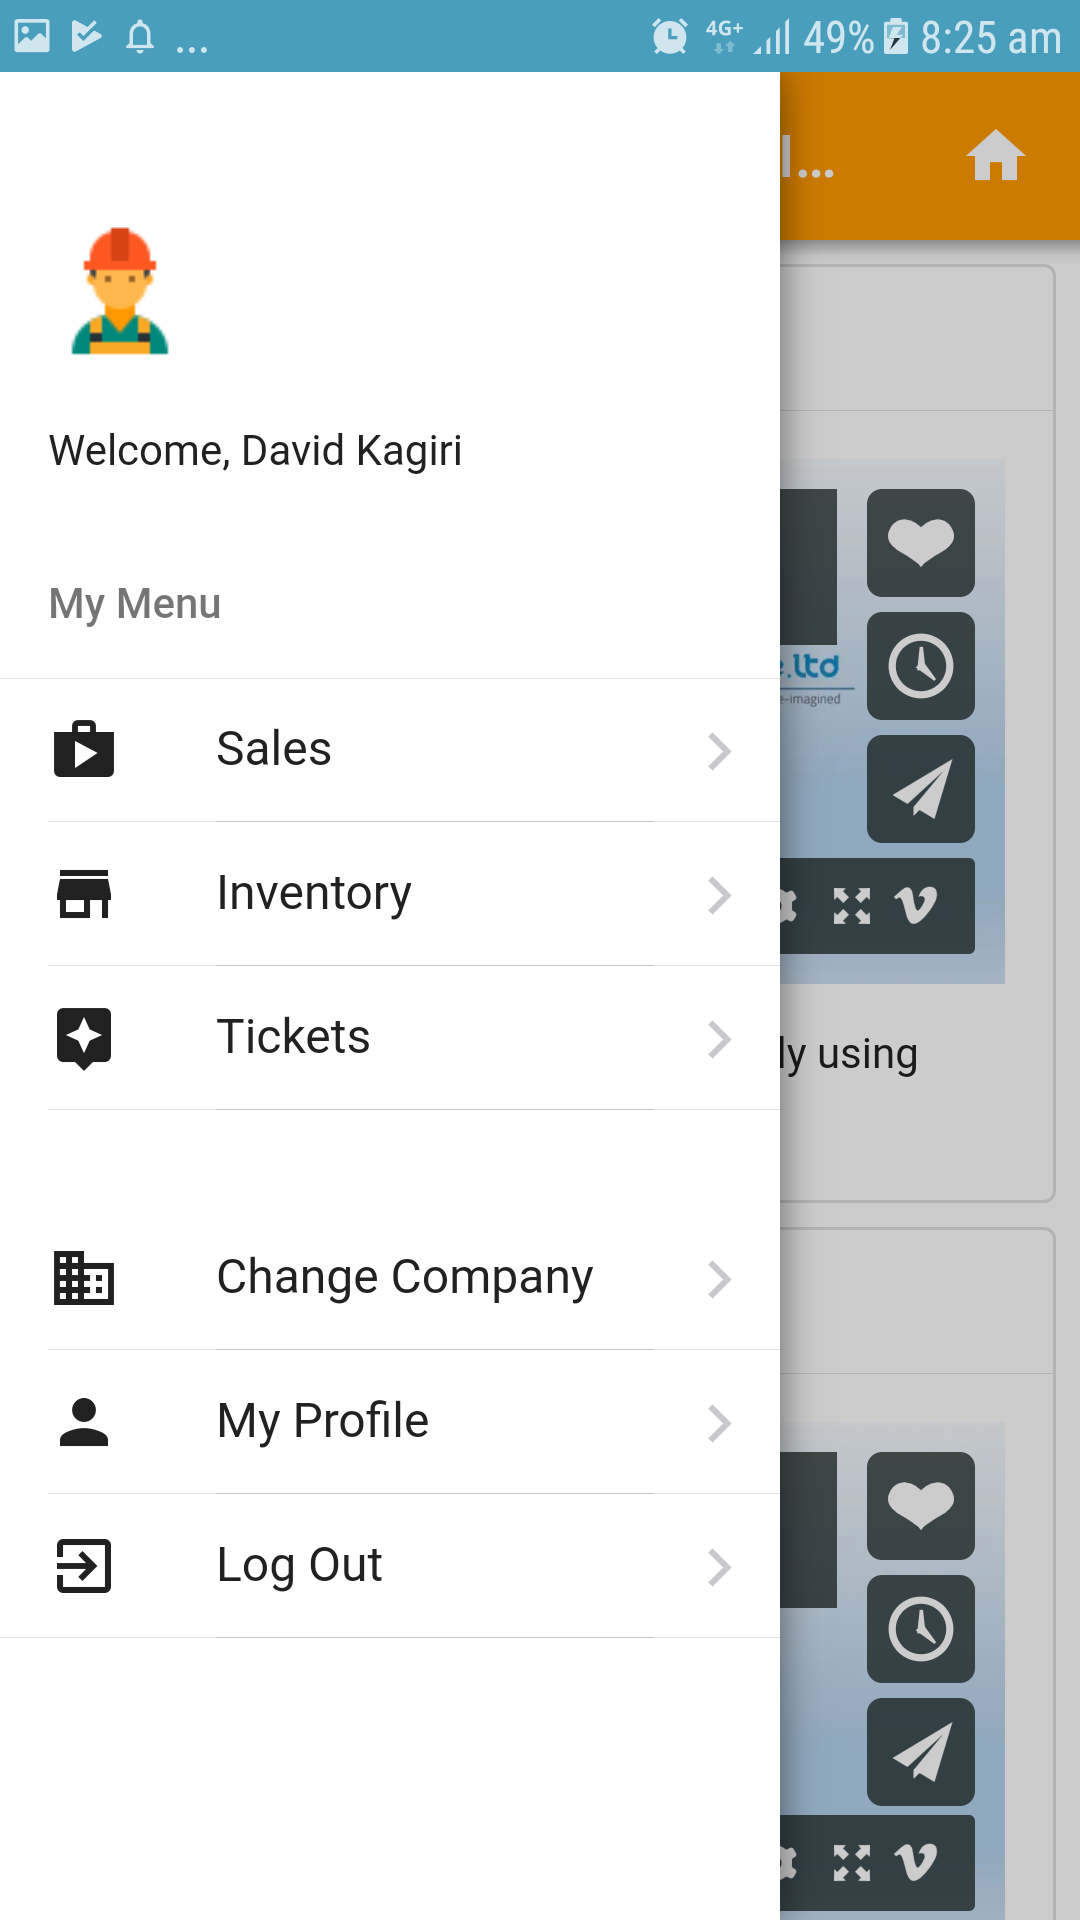 4G+ 49% 8:25 am
l...
Welcome, David Kagiri
My Menu
.ltd
e-imagined
Sales
Inventory
Tickets
ly using
Change Company
My Profile
Log Out